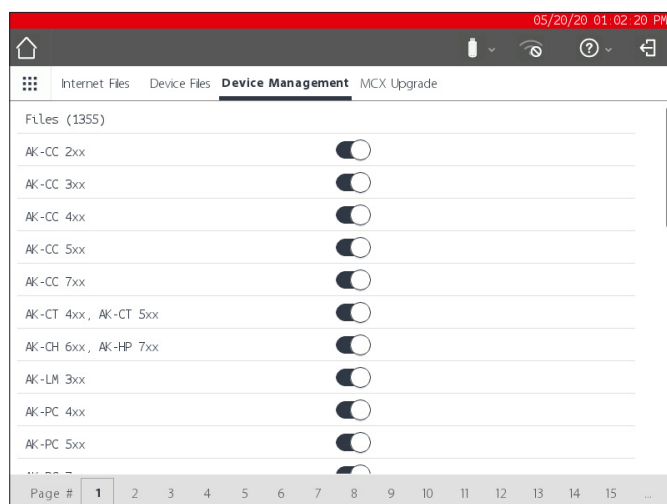 05/20/20 01:02:20 PM
Internet Files Device Files Device Management MCX Upgrade
Files (1355)
AK-CC 2xx
AK-CC 3xx
AK-CC 4xx
AK-CC 5xx
AK-CC 7xx
AK-CT 4xx, AK-CT 5xx
AK-CH 6xx, AK-HP 7xx
AK-LM 3xx
AK-PC 4xx
AK-PC 5xx
Page # 1 2 3 4 5 6 7 8 9 10 11 12 13 14 15 ...